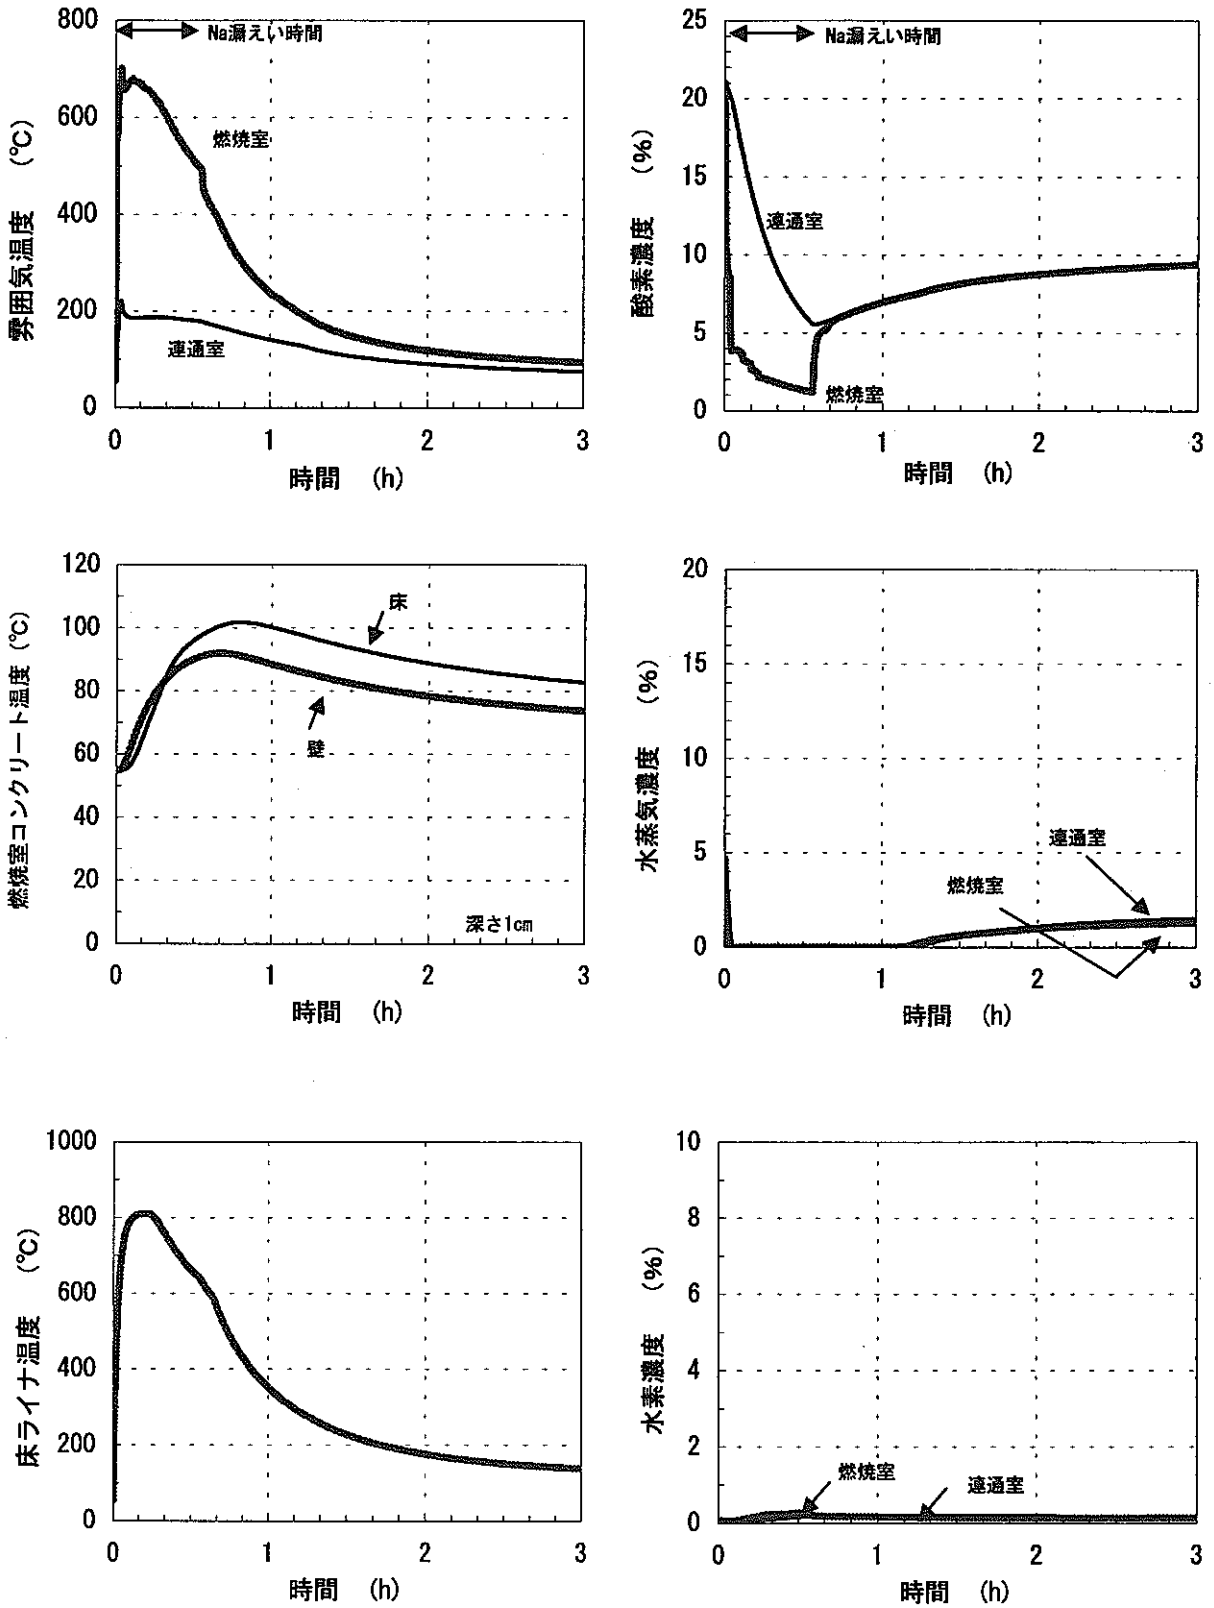 800
600
400
200
0
雰囲気温度 (℃)
Na漏えい時間
燃焼室
連通室
0 1 2 3
時間 (h)
25
20
15
10
5
0
酸素濃度 (%)
Na漏えい時間
連通室
燃焼室
0 1 2 3
時間 (h)
120
100
80
60
40
20
0
燃焼室コンクリート温度 (℃)
床
壁
深さ1cm
0 1 2 3
時間 (h)
20
15
10
5
0
水蒸気濃度 (%)
連通室
燃焼室
0 1 2 3
時間 (h)
1000
800
600
400
200
0
床ライナ温度 (℃)
0 1 2 3
時間 (h)
10
8
6
4
2
0
水素濃度 (%)
燃焼室
連通室
0 1 2 3
時間 (h)